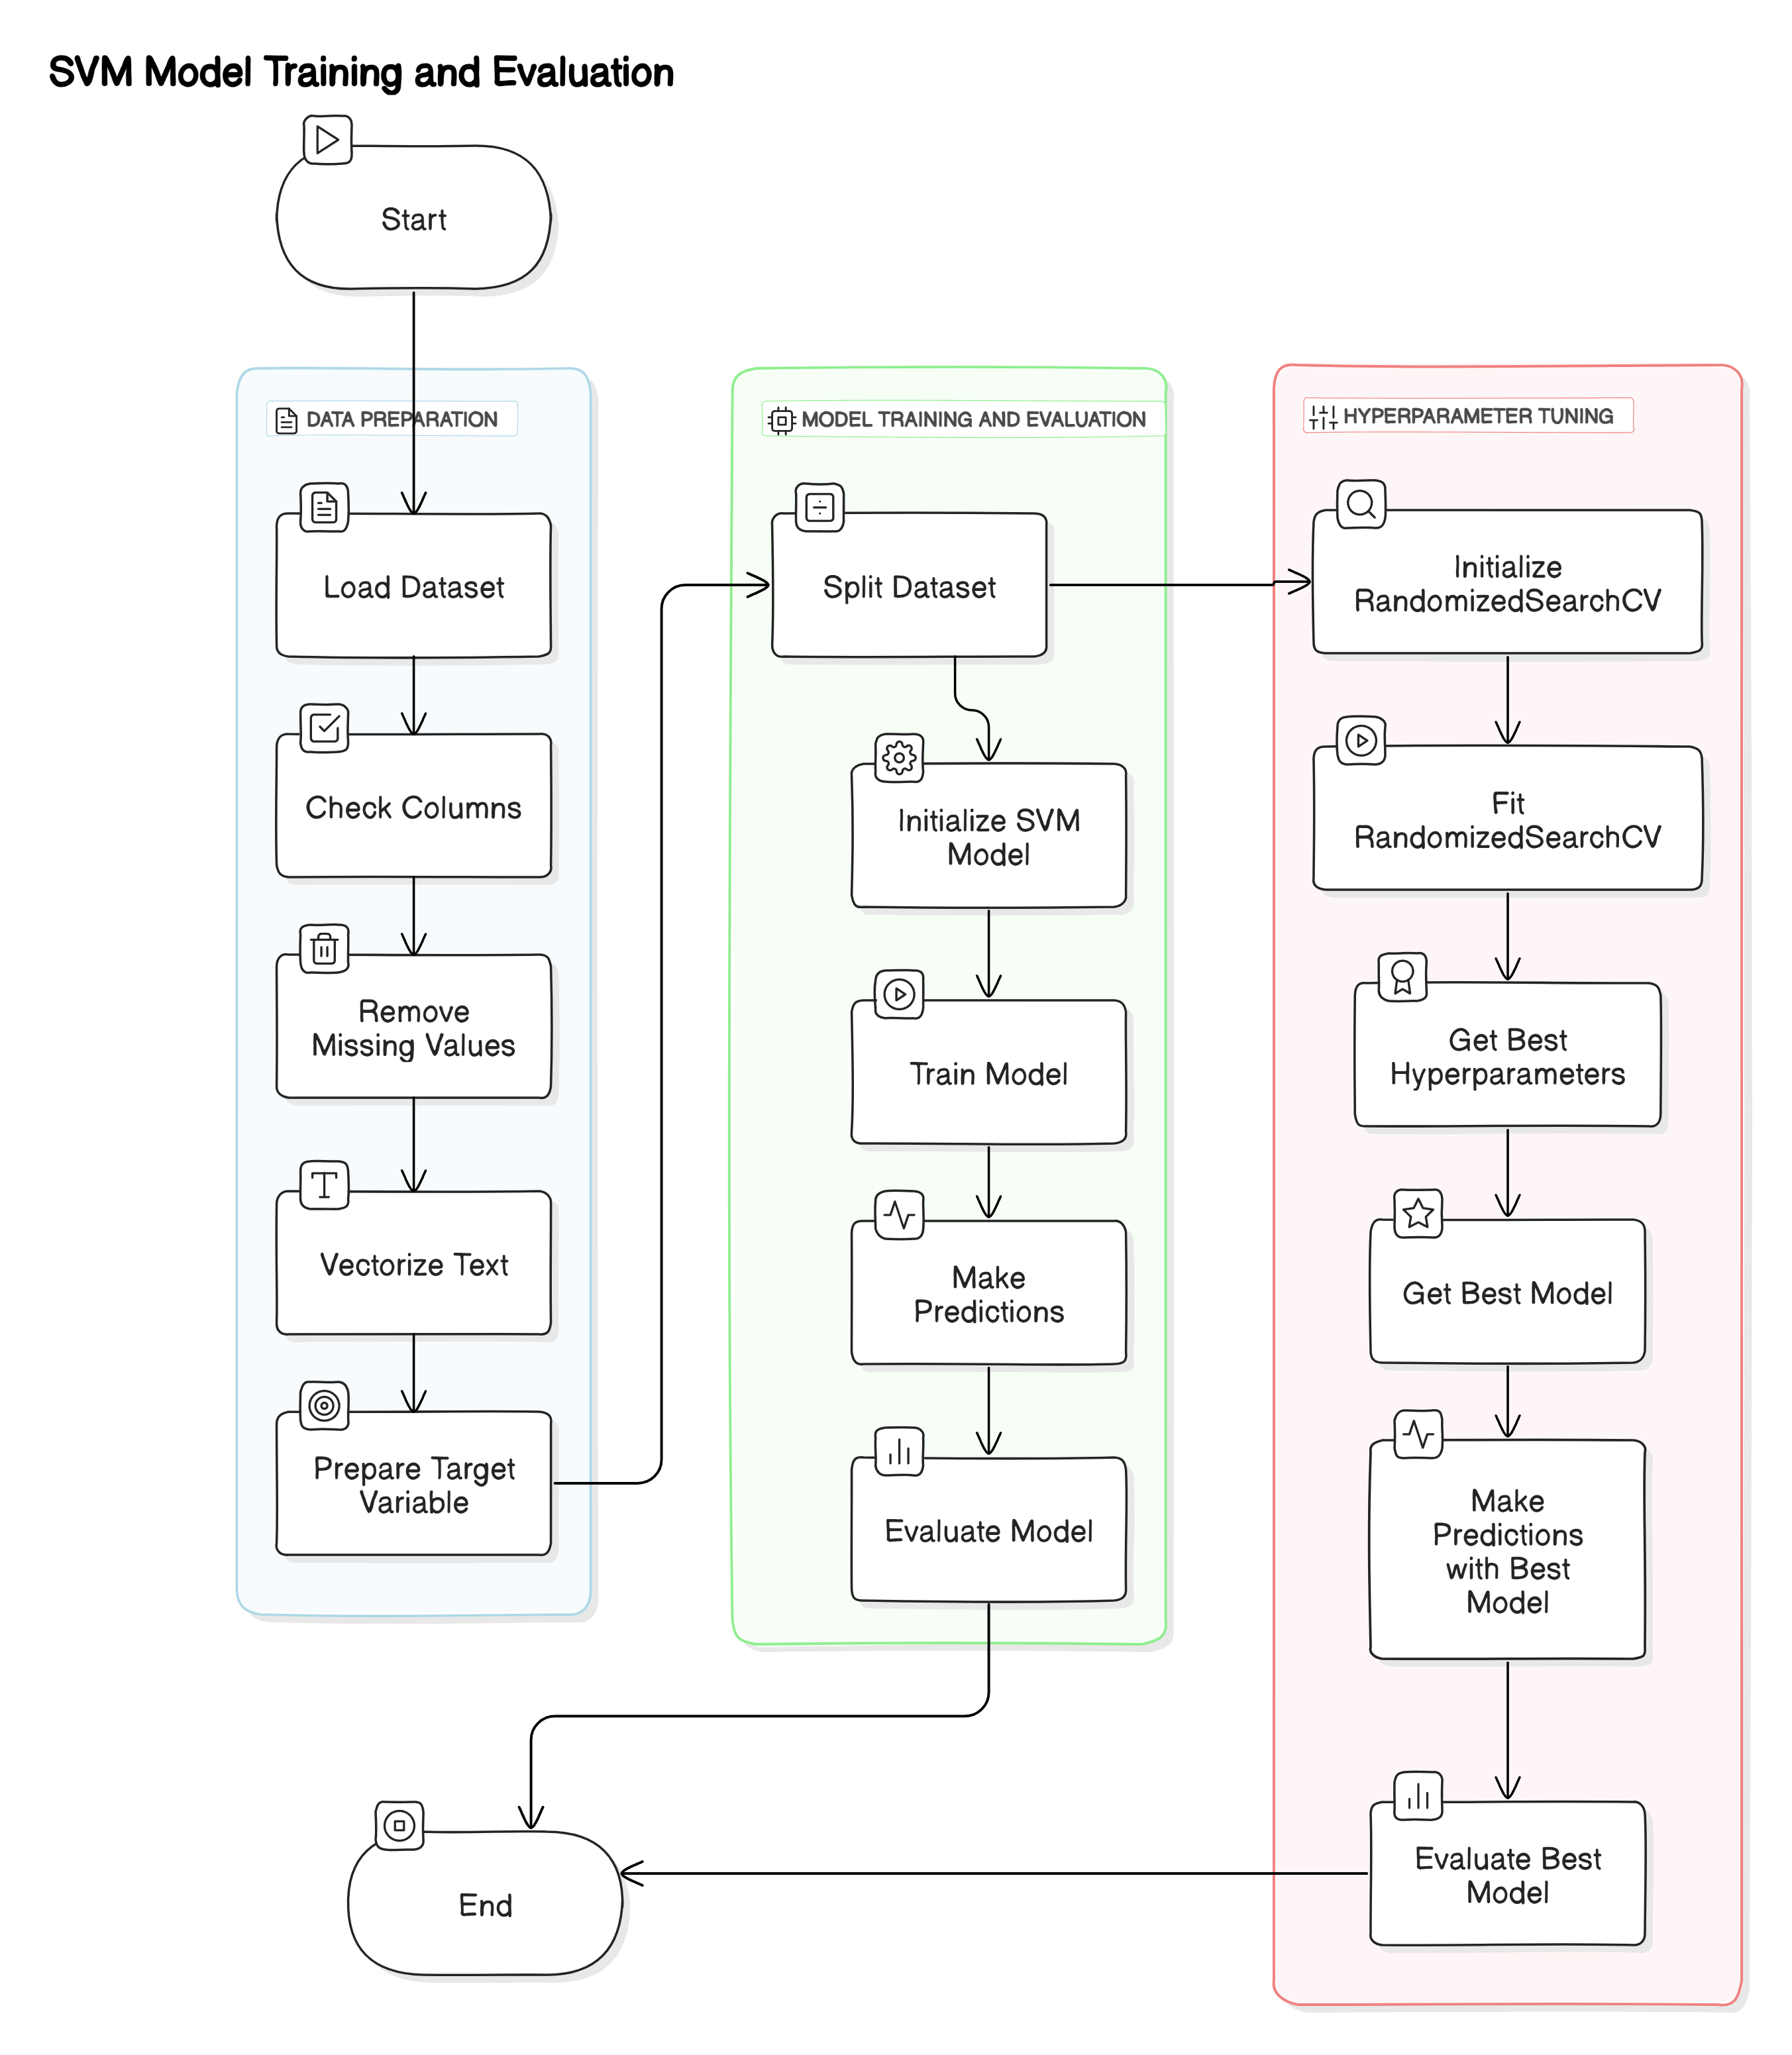 SVM Model Training and Evaluation
Start
DATA PREPARATION
Load Dataset
Check Columns
Remove
Missing Values
Vectorize Text
Prepare Target
Variable
MODEL TRAINING AND EVALUATION
Split Dataset
Initialize SVM
Model
Train Model
Make
Predictions
Evaluate Model
HYPERPARAMETER TUNING
Initialize
RandomizedSearchCV
Fit
RandomizedSearchCV
Get Best
Hyperparameters
Get Best Model
Make
Predictions
with Best
Model
Evaluate Best
Model
End